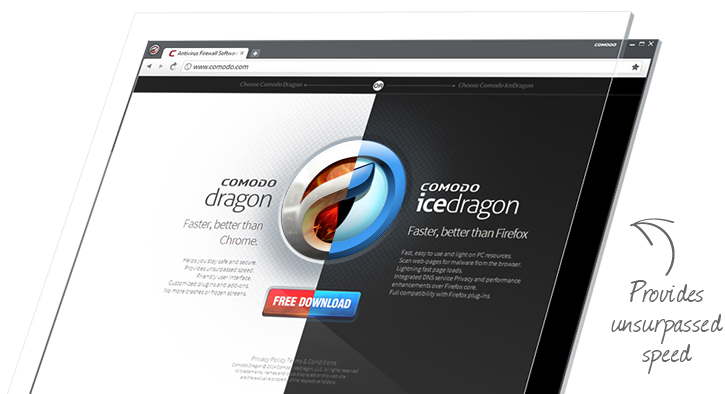 COMODO
Antivirus Firewall Softwar
www.comodo.com
Choose Comodo Dragon
OR
Choose Comodo IceDragon
COMODO
dragon
Faster, better than
Chrome.
Helps you stay safe and secure.
Provides unsurpassed speed.
Friendly user interface.
Customized plugins and add-ons.
No more crashes or frozen screens.
COMODO
icedragon
Faster, better than Firefox
Fast, easy to use and light on PC resources.
Scan web-pages for malware from the browser.
Lightning fast page loads.
Integrated DNS service Privacy and performance
enhancements over Firefox core.
Full compatibility with Firefox plug-ins.
FREE DOWNLOAD
Provides
unsurpassed
speed
Privacy Policy Terms & Conditions
Comodo Dragon © 2014 Comodo IceDragon, LLC. All rights reserved